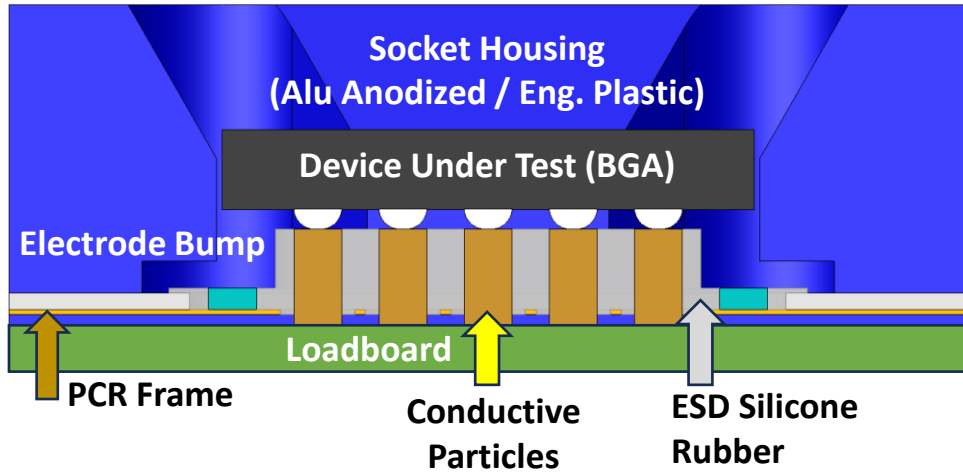 Socket Housing
(Alu Anodized / Eng. Plastic)
Device Under Test (BGA)
Electrode Bump
Loadboard
PCR Frame
Conductive
Particles
ESD Silicone
Rubber